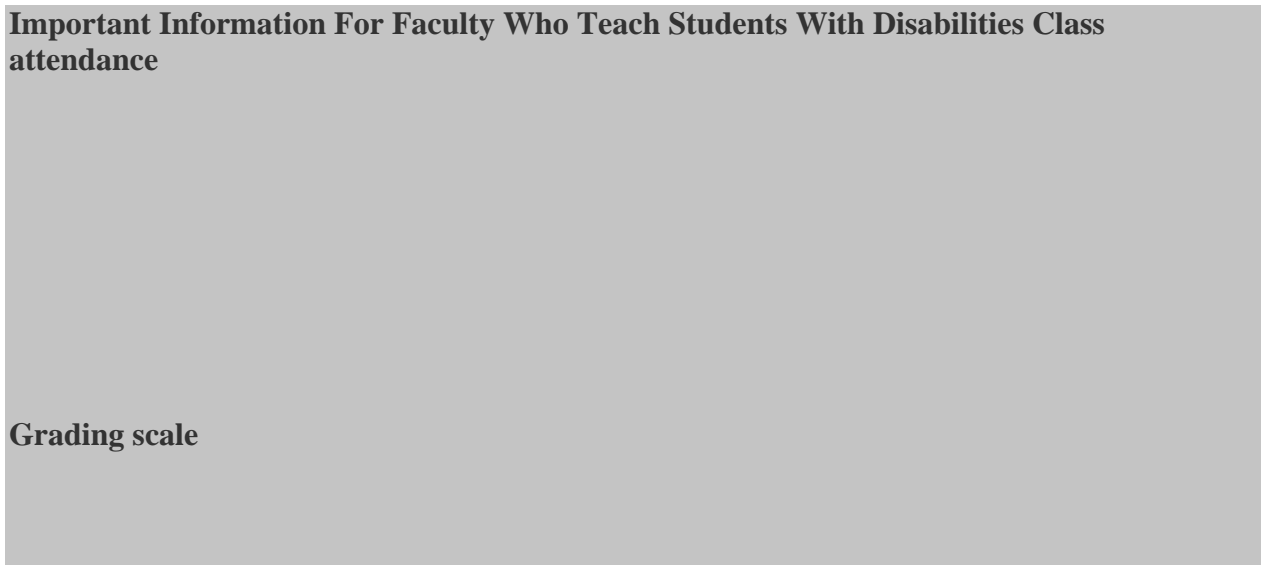 Important Information For Faculty Who Teach Students With Disabilities Class
attendance
Grading scale